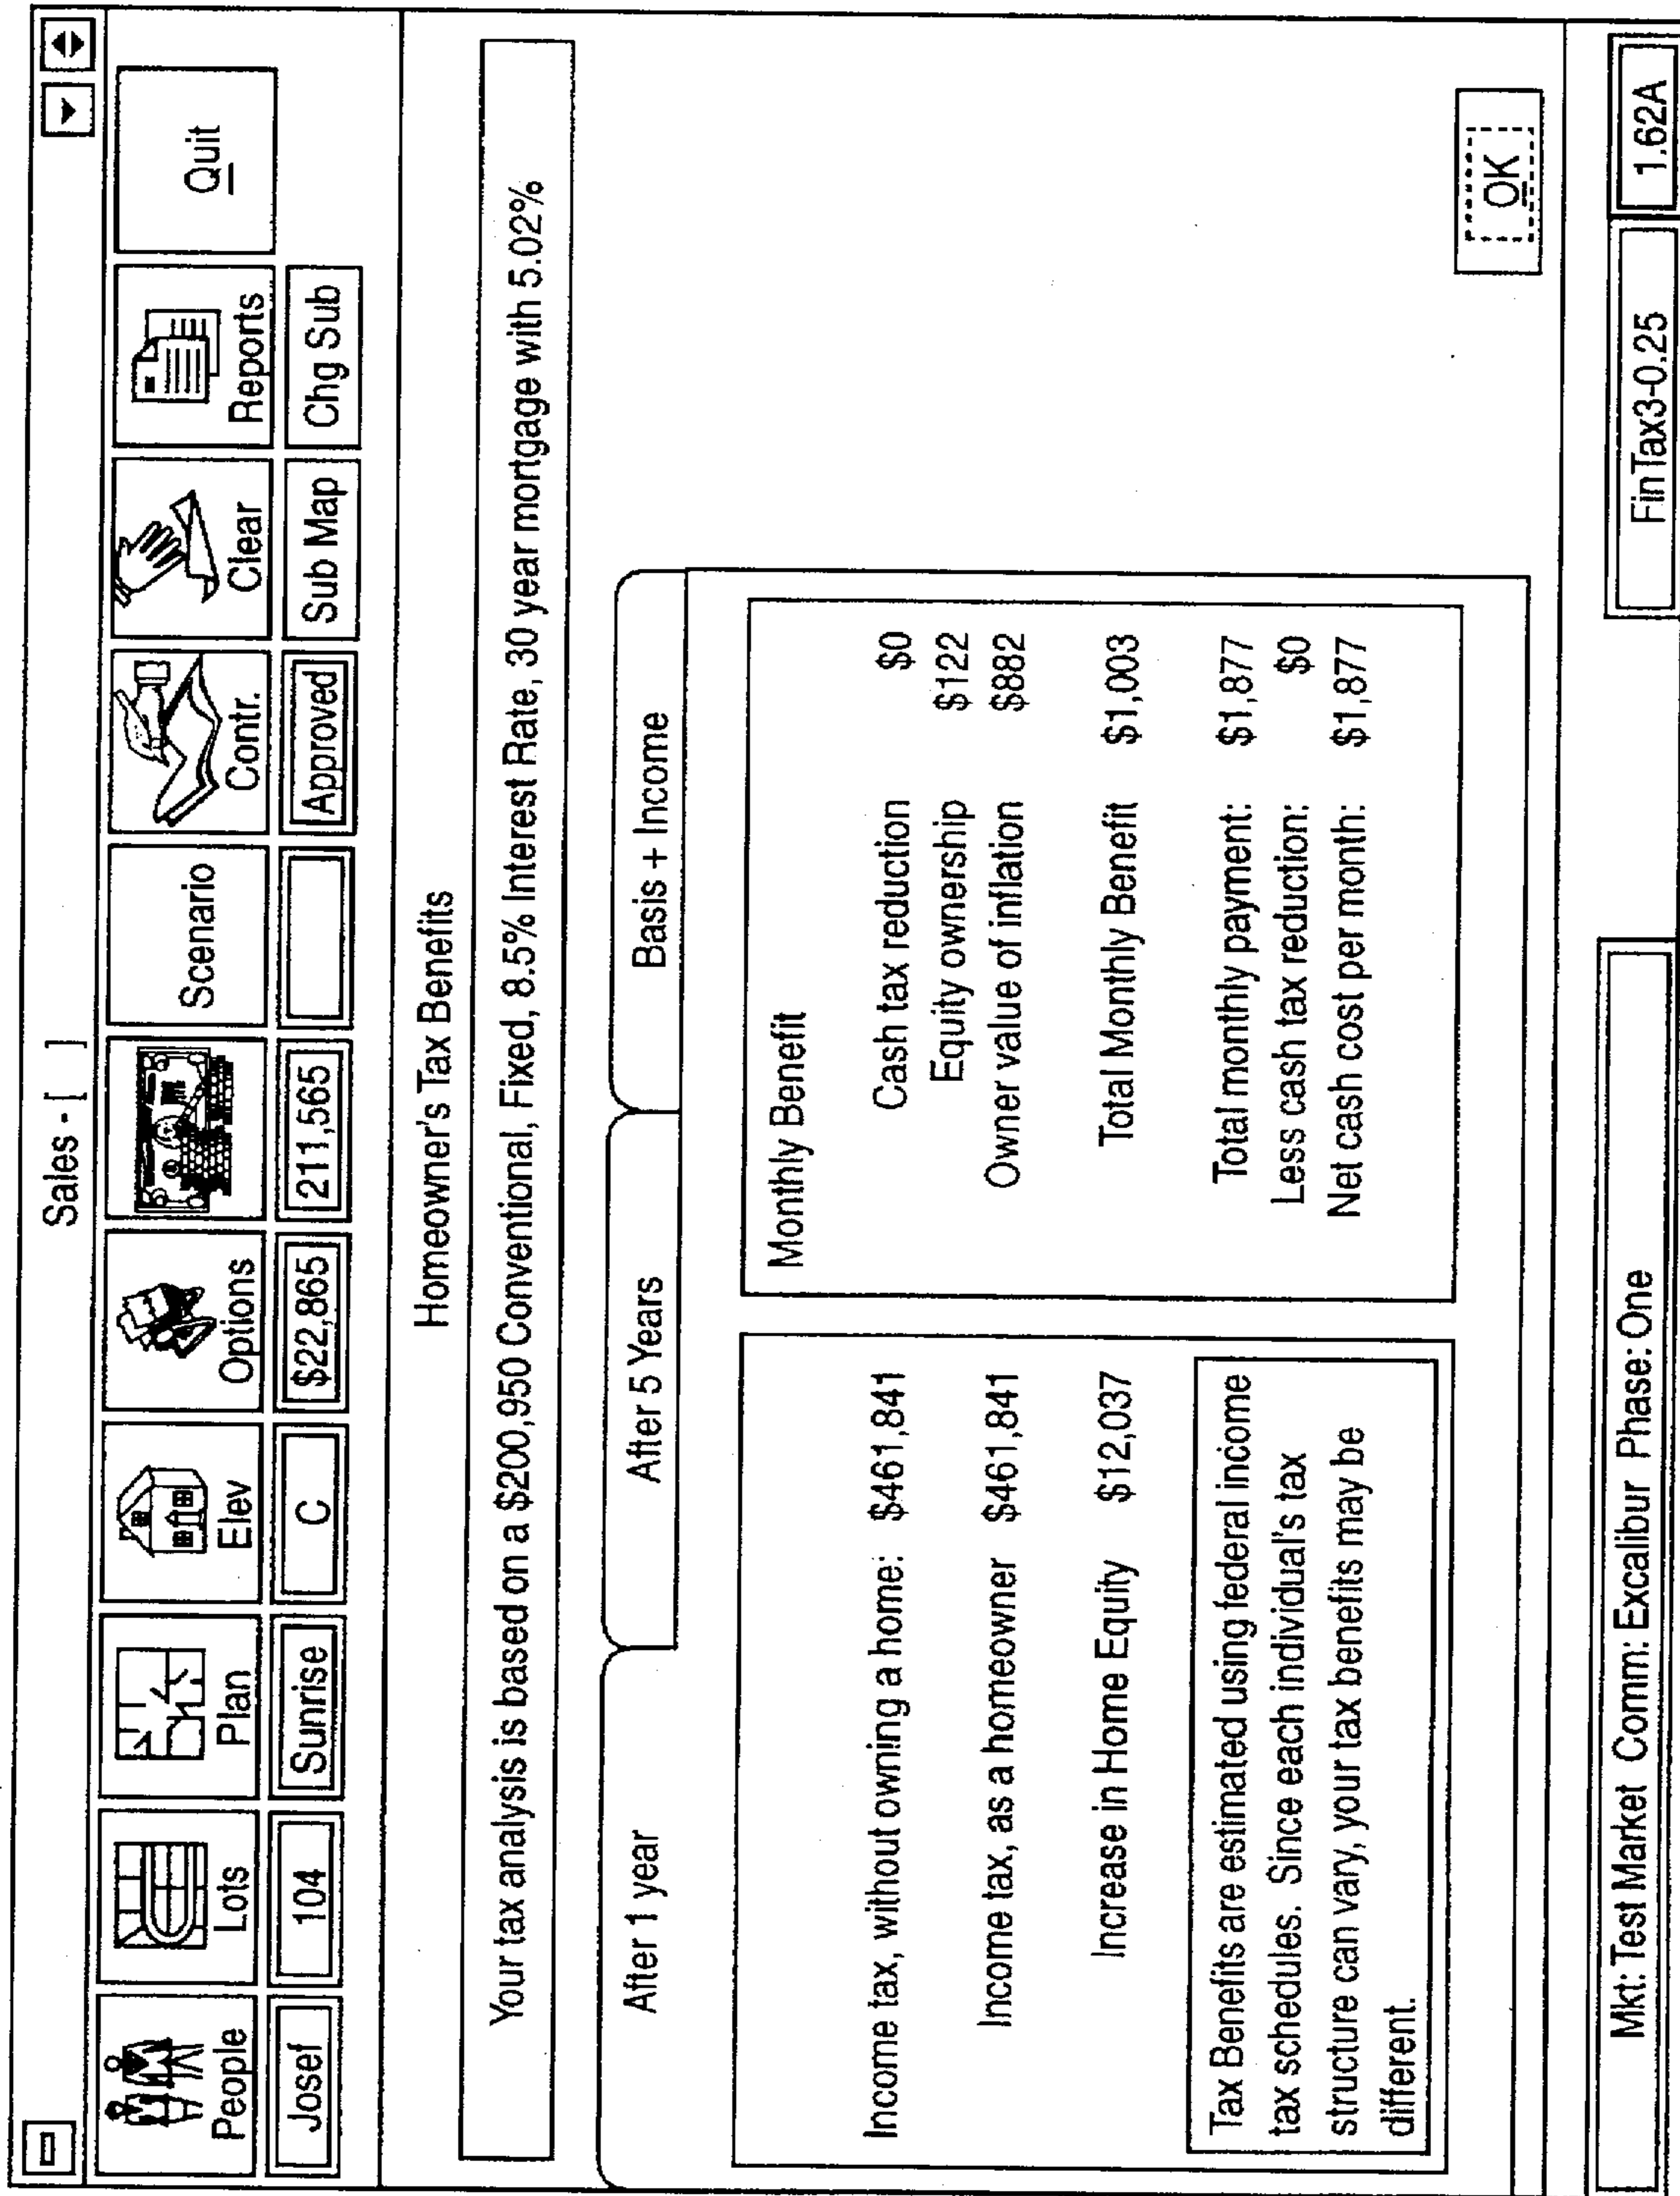 Sales - [ ]
People
Lots
Plan
Elev
Options
Scenario
Contr.
Clear
Reports
Quit
Josef
104
Sunrise
C
$22,865
211,565
Approved
Sub Map
Chg Sub
Homeowner's Tax Benefits
Your tax analysis is based on a $200,950 Conventional, Fixed, 8.5% Interest Rate, 30 year mortgage with 5.02%
After 1 year
After 5 Years
Basis + Income
Income tax, without owning a home: $461,841
Income tax, as a homeowner $461,841
Increase in Home Equity $12,037
Tax Benefits are estimated using federal income
tax schedules. Since each individual's tax
structure can vary, your tax benefits may be
different.
Monthly Benefit
Cash tax reduction $0
Equity ownership $122
Owner value of inflation $882
Total Monthly Benefit $1,003
Total monthly payment: $1,877
Less cash tax reduction: $0
Net cash cost per month: $1,877
OK
Mkt: Test Market Comm: Excalibur Phase: One
FinTax3-0.25
1.62A